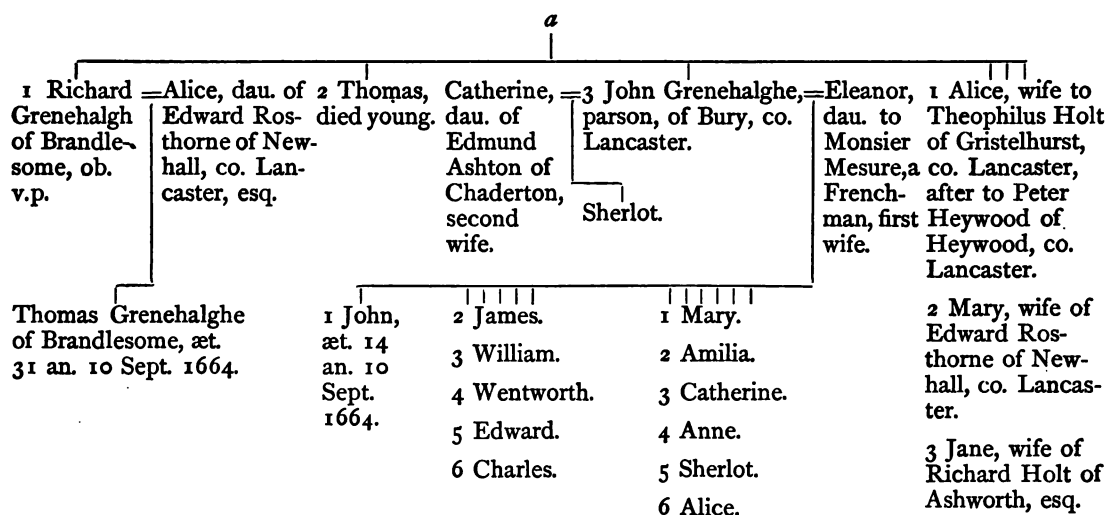 a
1 Richard
Grenehalgh
of Brandle-
some, ob.
v.p.
=Alice, dau. of
Edward Ros-
thorne of New-
hall, co. Lan-
caster, esq.
2 Thomas,
died young.
Catherine,
dau. of
Edmund
Ashton of
Chaderton,
second
wife.
=3 John Grenehalghe,=
parson, of Bury, co.
Lancaster.
Sherlot.
Eleanor,
dau. to
Monsier
Mesure, a
French-
man, first
wife.
1 Alice, wife to
Theophilus Holt
of Gristelhurst,
co. Lancaster,
after to Peter
Heywood of
Heywood, co.
Lancaster.
2 Mary, wife of
Edward Ros-
thorne of New-
hall, co. Lancas-
ter.
3 Jane, wife of
Richard Holt of
Ashworth, esq.
Thomas Grenehalghe
of Brandlesome, æt.
31 an. 10 Sept. 1664.
1 John,
æt. 14
an. 10
Sept.
1664.
2 James.
3 William.
4 Wentworth.
5 Edward.
6 Charles.
1 Mary.
2 Amilia.
3 Catherine.
4 Anne.
5 Sherlot.
6 Alice.